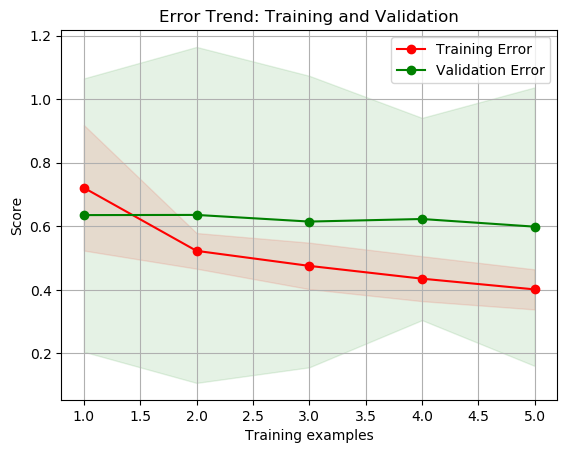 Error Trend: Training and Validation
Training Error
Validation Error
Score
1.2
1.0
0.8
0.6
0.4
0.2
1.0 1.5 2.0 2.5 3.0 3.5 4.0 4.5 5.0
Training examples